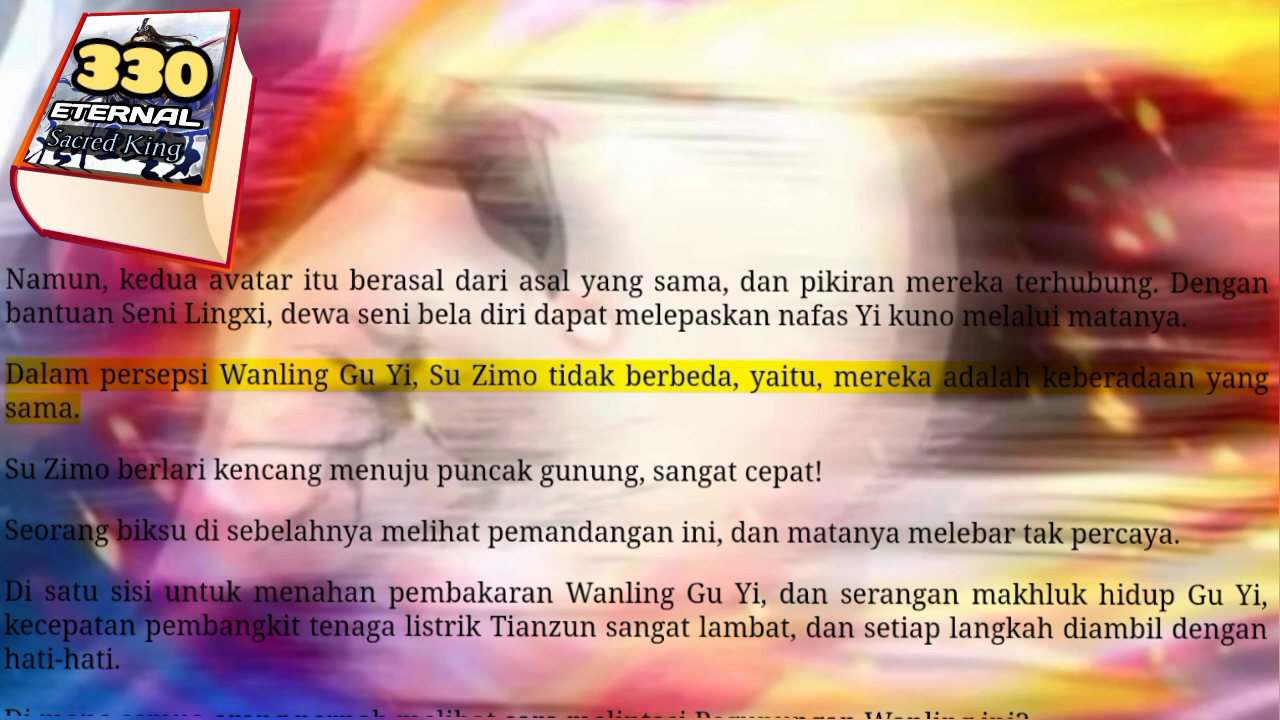 330
ETERNAL
Sacred King
Namun, kedua avatar itu berasal dari asal yang sama, dan pikiran mereka terhubung. Dengan
bantuan Seni Lingxi, dewa seni bela diri dapat melepaskan nafas Yi kuno melalui matanya.
Dalam persepsi Wanling Gu Yi, Su Zimo tidak berbeda, yaitu, mereka adalah keberadaan yang
sama.
Su Zimo berlari kencang menuju puncak gunung, sangat cepat!
Seorang biksu di sebelahnya melihat pemandangan ini, dan matanya melebar tak percaya.
Di satu sisi untuk menahan pembakaran Wanling Gu Yi, dan serangan makhluk hidup Gu Yi,
kecepatan pembangkit tenaga listrik Tianzun sangat lambat, dan setiap langkah diambil dengan
hati-hati.